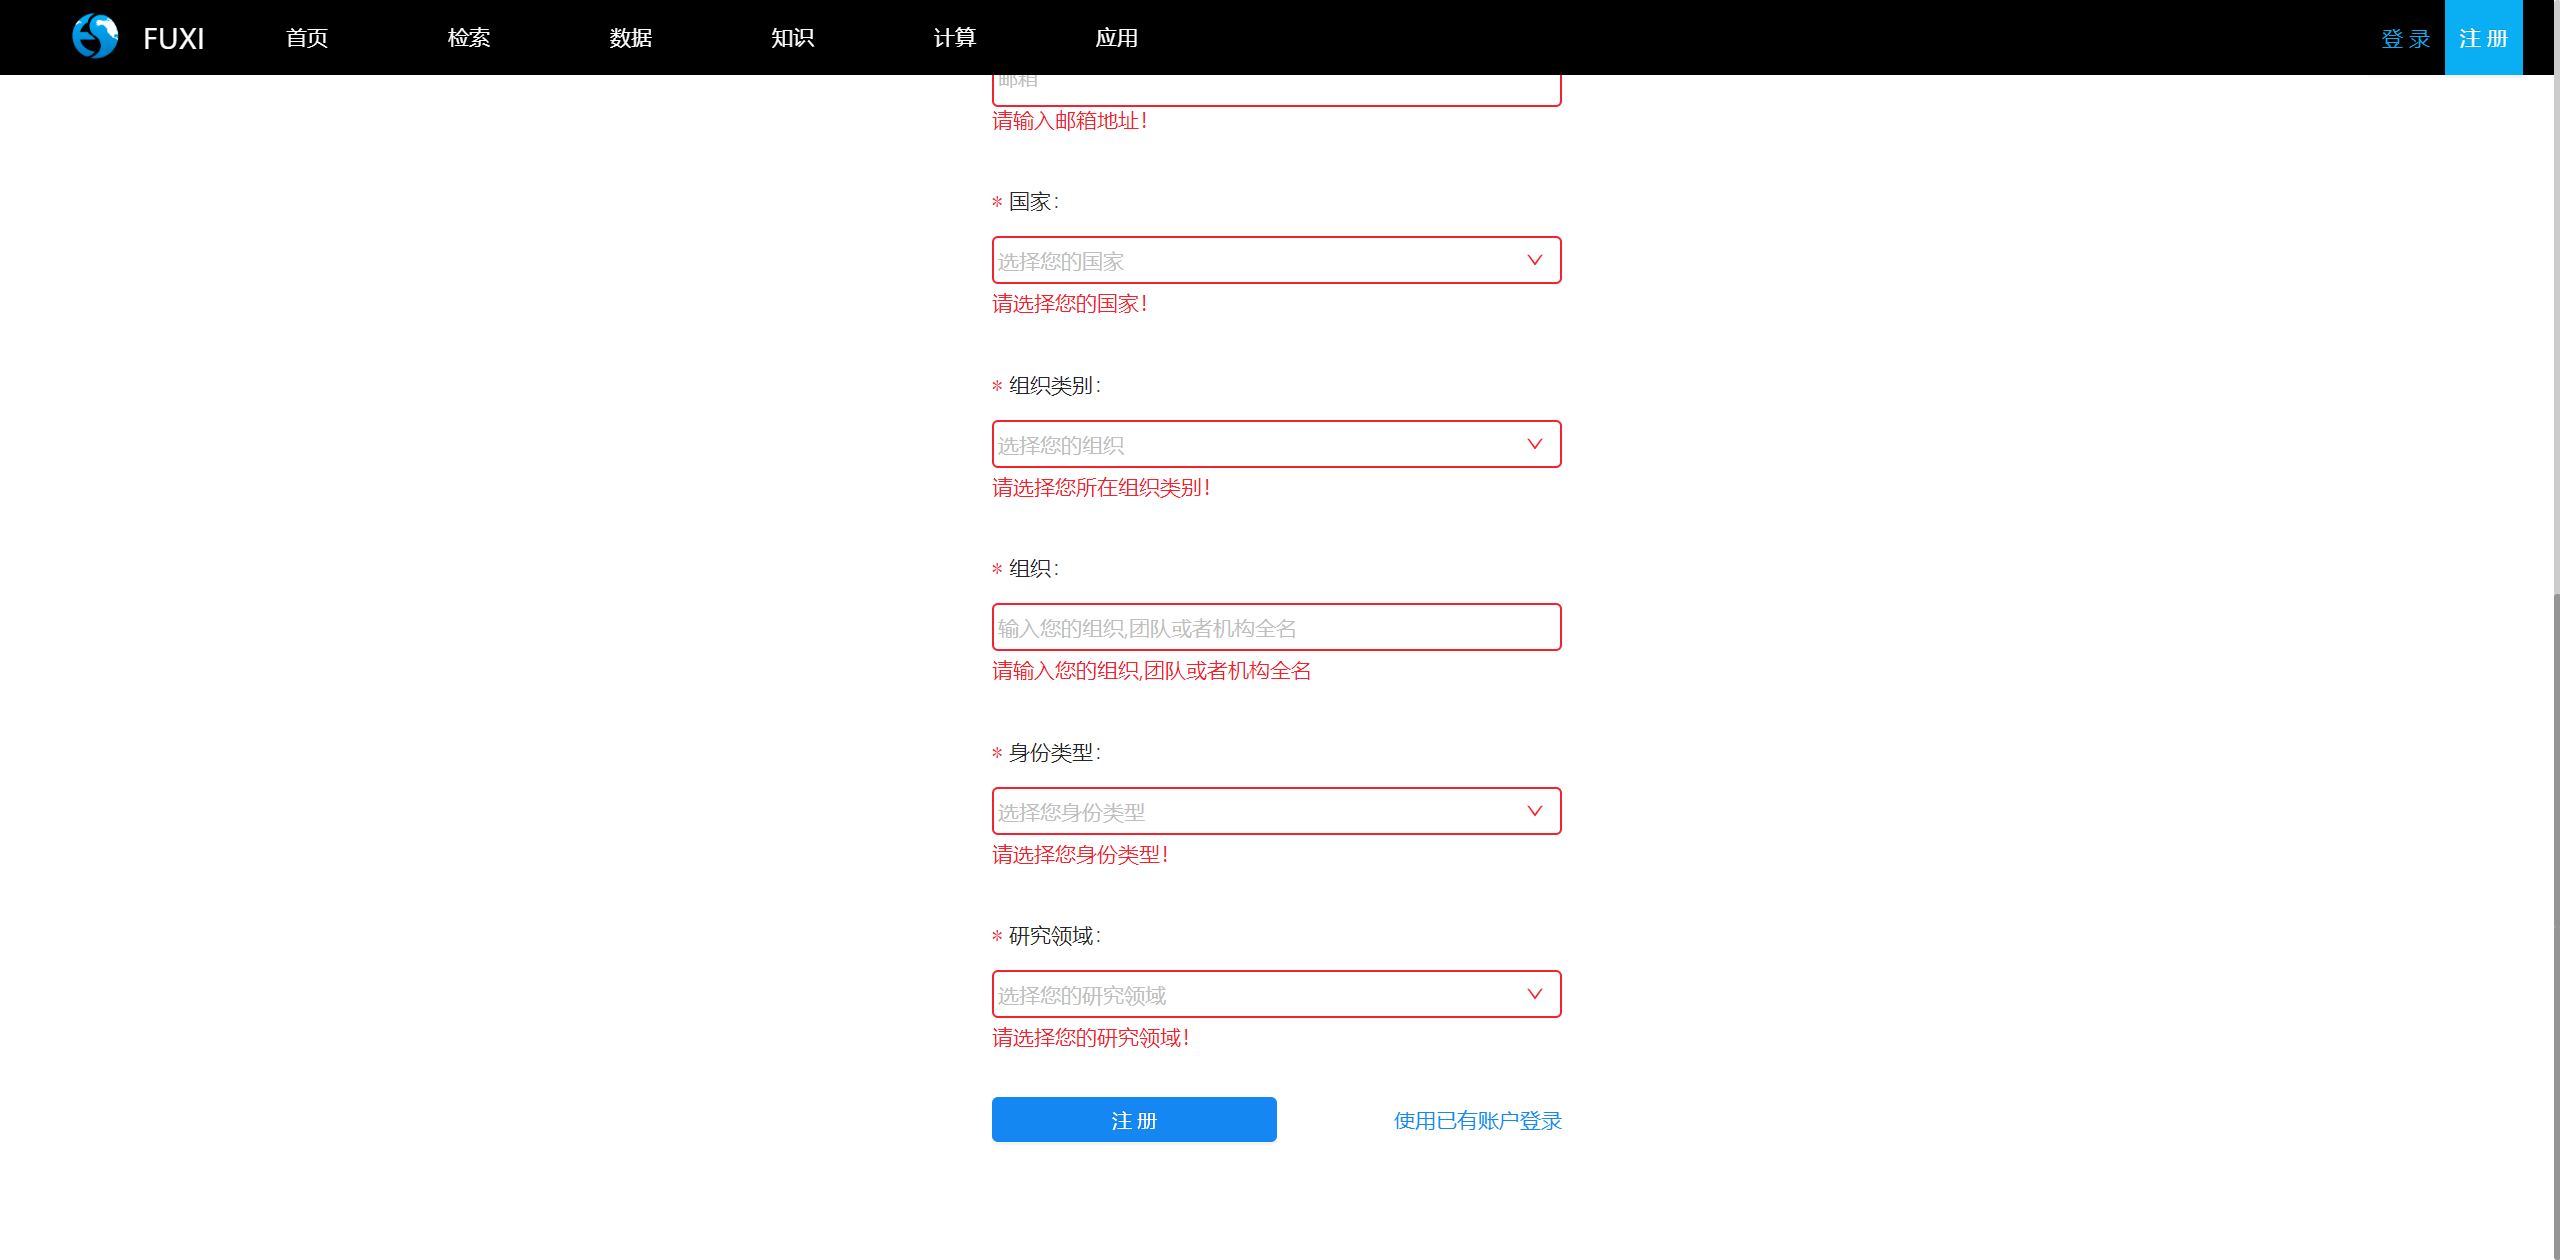 FUXI 首页 检索 数据 知识 计算 应用 登录 注册
邮箱
请输入邮箱地址!
* 国家:
选择您的国家
请选择您的国家!
* 组织类别:
选择您的组织
请选择您所在组织类别!
* 组织:
输入您的组织,团队或者机构全名
请输入您的组织,团队或者机构全名
* 身份类型:
选择您身份类型
请选择您身份类型!
* 研究领域:
选择您的研究领域
请选择您的研究领域!
注册 使用已有账户登录